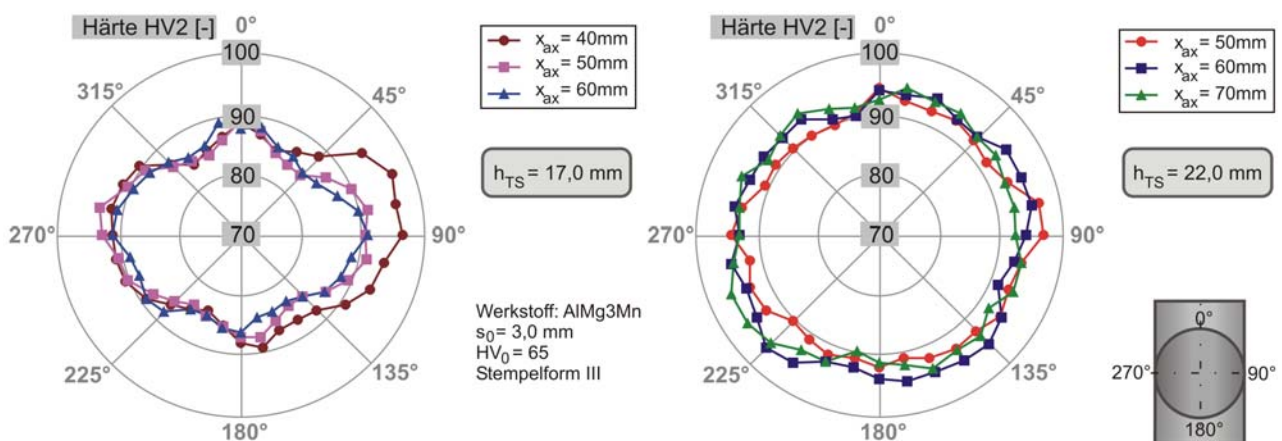 Härte HV2 [-]
0°
100
90
80
70
45°
90°
135°
180°
225°
270°
315°
x_ax = 40mm
x_ax = 50mm
x_ax = 60mm
h_TS = 17,0 mm
Werkstoff: AlMg3Mn
s_0 = 3,0 mm
HV_0 = 65
Stempelform III
Härte HV2 [-]
0°
100
90
80
70
45°
90°
135°
180°
225°
270°
315°
x_ax = 50mm
x_ax = 60mm
x_ax = 70mm
h_TS = 22,0 mm
0°
270°
90°
180°